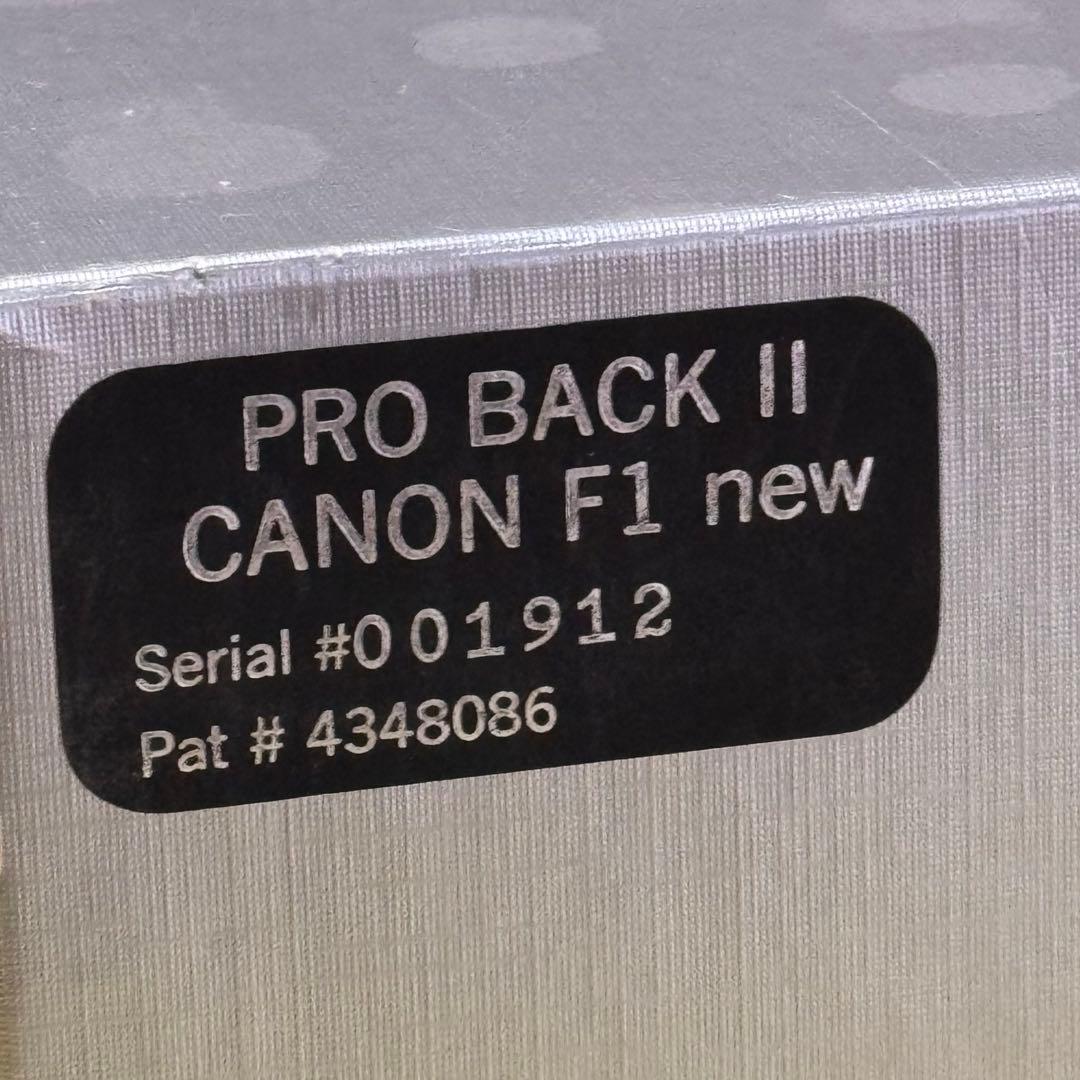 PRO BACK II
CANON F1 new
Serial #001912
Pat # 4348086